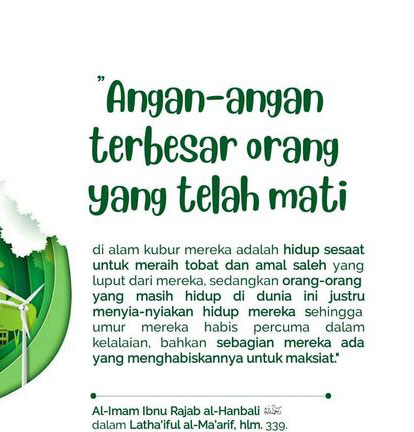 "Angan-angan
terbesar orang
yang telah mati
di alam kubur mereka adalah hidup sesaat
untuk meraih tobat dan amal saleh yang
luput dari mereka, sedangkan orang-orang
yang masih hidup di dunia ini justru
menyia-nyiakan hidup mereka sehingga
umur mereka habis percuma dalam
kelalaian, bahkan sebagian mereka ada
yang menghabiskannya untuk maksiat."
Al-Imam Ibnu Rajab al-Hanbali
dalam Latha'iful al-Ma'arif, hlm. 339.